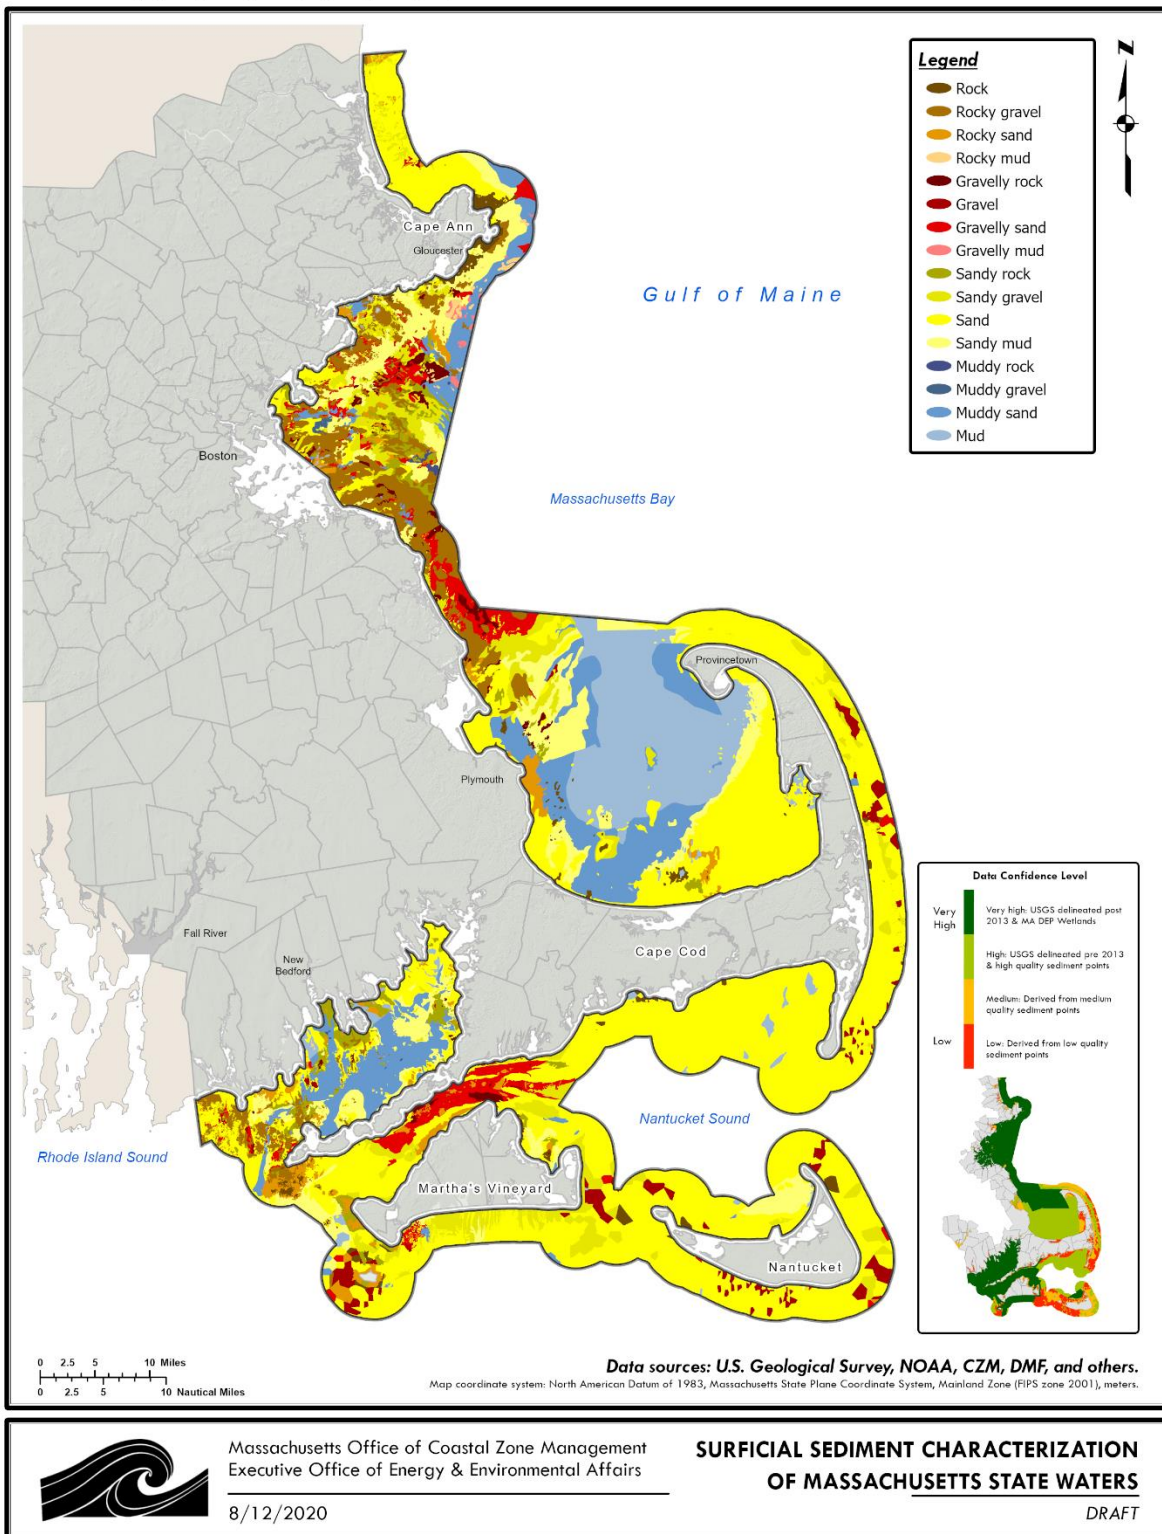 Legend
Rock
Rocky gravel
Rocky sand
Rocky mud
Gravelly rock
Gravel
Gravelly sand
Gravelly mud
Sandy rock
Sandy gravel
Sand
Sandy mud
Muddy rock
Muddy gravel
Muddy sand
Mud
N
Cape Ann
Gloucester
Gulf of Maine
Boston
Massachusetts Bay
Provincetown
Plymouth
Fall River
New
Bedford
Cape Cod
Nantucket Sound
Rhode Island Sound
Martha's Vineyard
Nantucket
Data Confidence Level
Very
High
Very high: USGS delineated post
2013 & MA DEP Wetlands
High: USGS delineated pre 2013
& high quality sediment points
Medium: Derived from medium
quality sediment points
Low
Low: Derived from low quality
sediment points
0 2.5 5 10 Miles
0 2.5 5 10 Nautical Miles
Data sources: U.S. Geological Survey, NOAA, CZM, DMF, and others.
Map coordinate system: North American Datum of 1983, Massachusetts State Plane Coordinate System, Mainland Zone (FIPS zone 2001), meters.
Massachusetts Office of Coastal Zone Management
Executive Office of Energy & Environmental Affairs
8/12/2020
SURFICIAL SEDIMENT CHARACTERIZATION
OF MASSACHUSETTS STATE WATERS
DRAFT